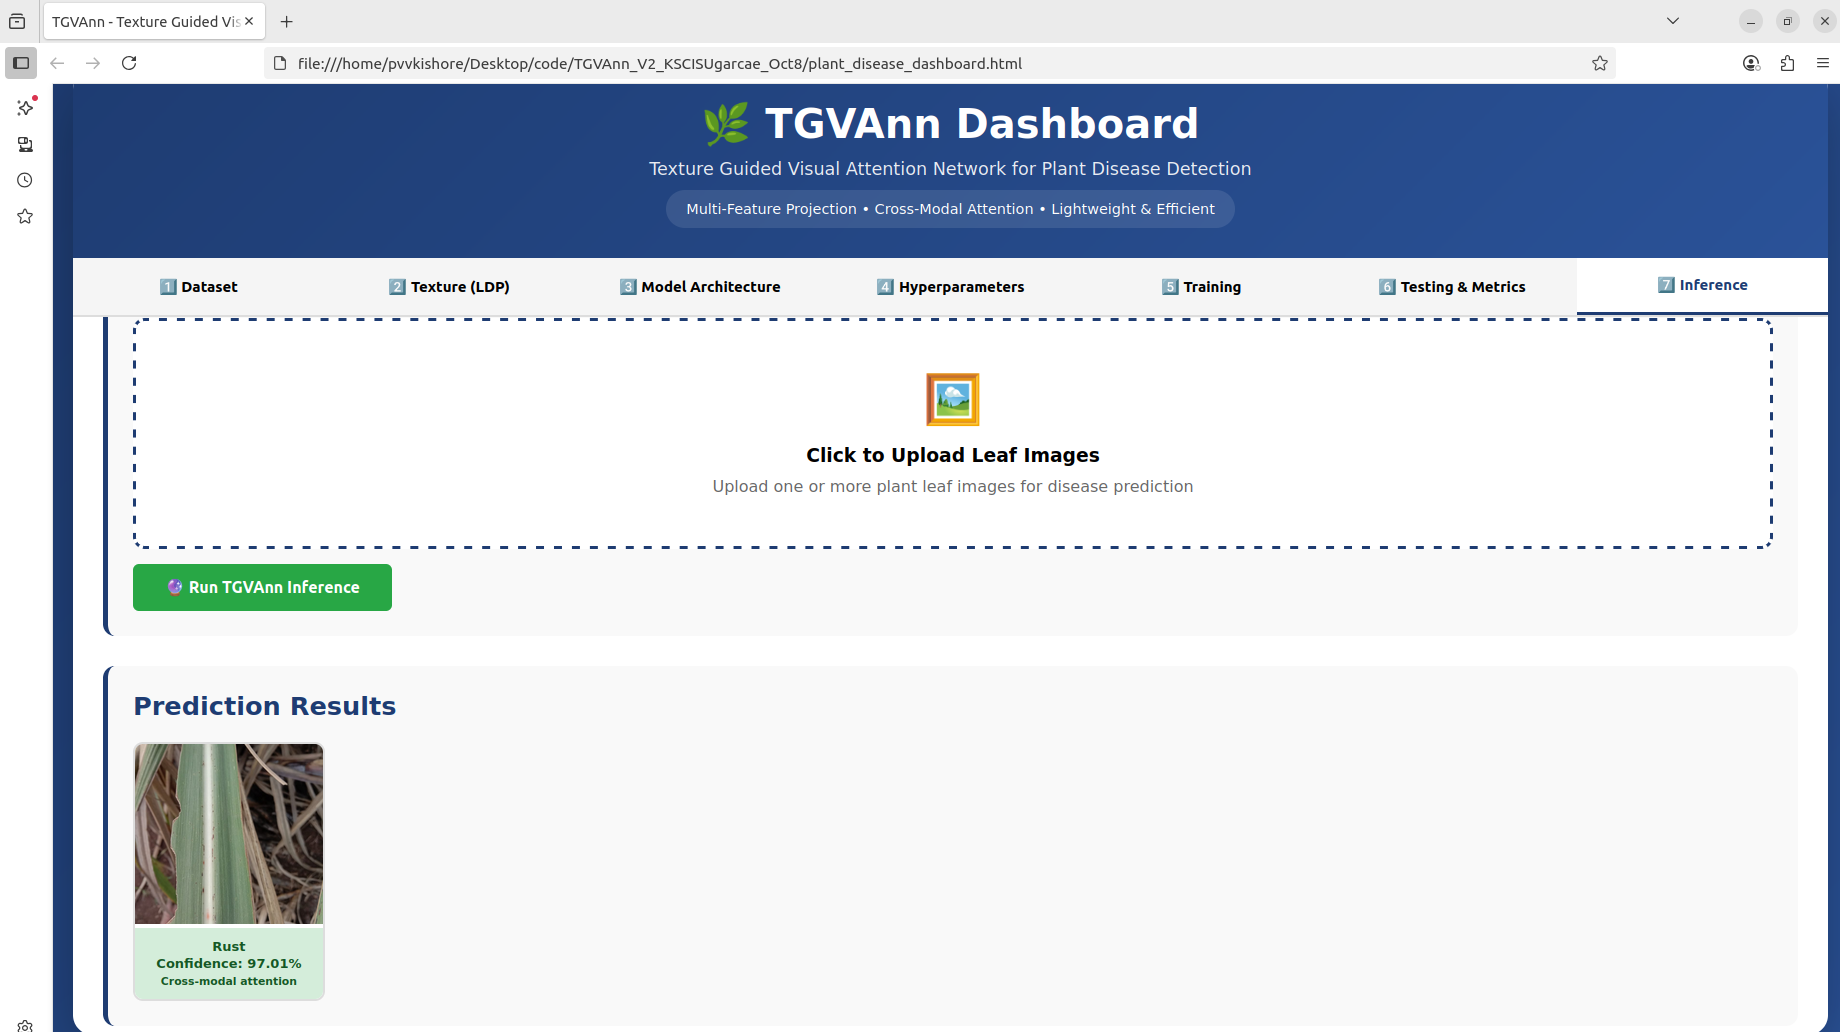 TGVAnn - Texture Guided Vis
file:///home/pvvkishore/Desktop/code/TGVAnn_V2_KSCISUgarcae_Oct8/plant_disease_dashboard.html
TGVAnn Dashboard
Texture Guided Visual Attention Network for Plant Disease Detection
Multi-Feature Projection • Cross-Modal Attention • Lightweight & Efficient
1 Dataset
2 Texture (LDP)
3 Model Architecture
4 Hyperparameters
5 Training
6 Testing & Metrics
7 Inference
Click to Upload Leaf Images
Upload one or more plant leaf images for disease prediction
Run TGVAnn Inference
Prediction Results
Rust
Confidence: 97.01%
Cross-modal attention